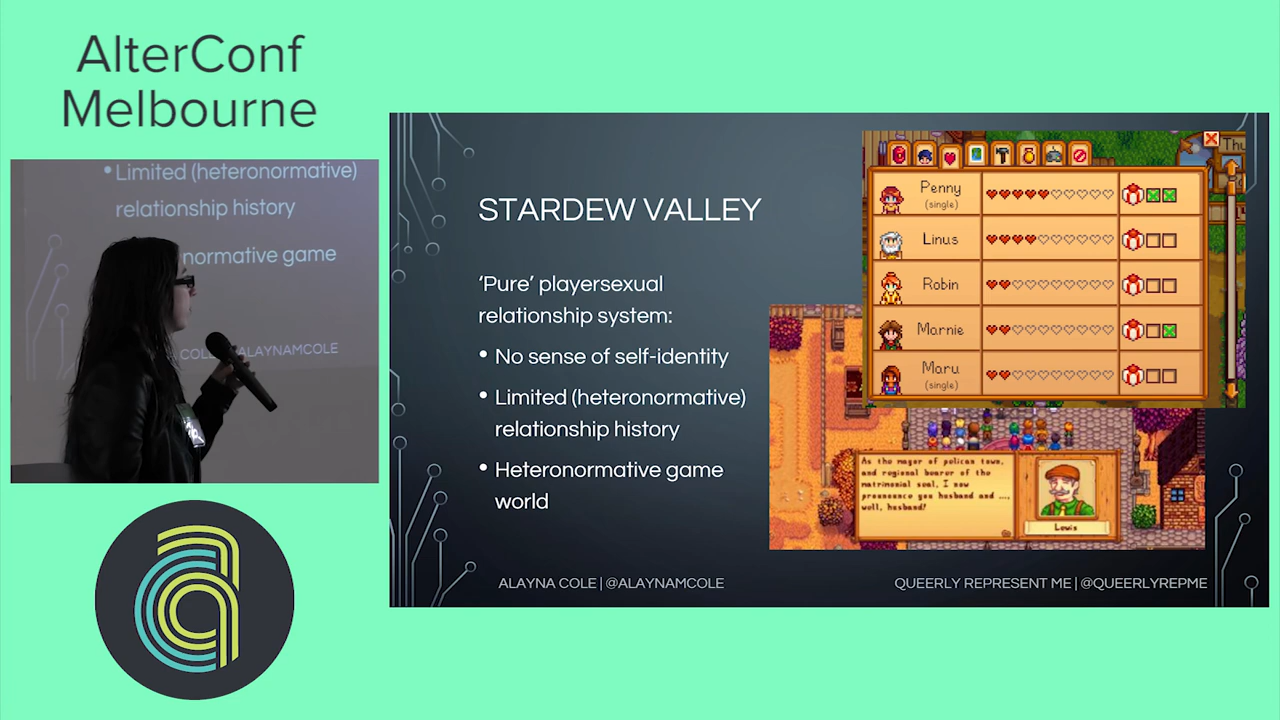 AlterConf
Melbourne
• Limited (heteronormative)
relationship history
normative game
COLE
@ALAYNAMCOLE
STARDEW VALLEY
‘Pure’ playersexual
relationship system:
• No sense of self-identity
• Limited (heteronormative)
relationship history
• Heteronormative game
world
Thu
Penny
(single)
Linus
Robin
Marnie
Maru
(single)
As the mayor of pelican town,
and regional bearer of the
matrimonial seal, I now
pronounce you husband and ...,
well, husband!
Lewis
ALAYNA COLE | @ALAYNAMCOLE
QUEERLY REPRESENT ME | @QUEERLYREPME